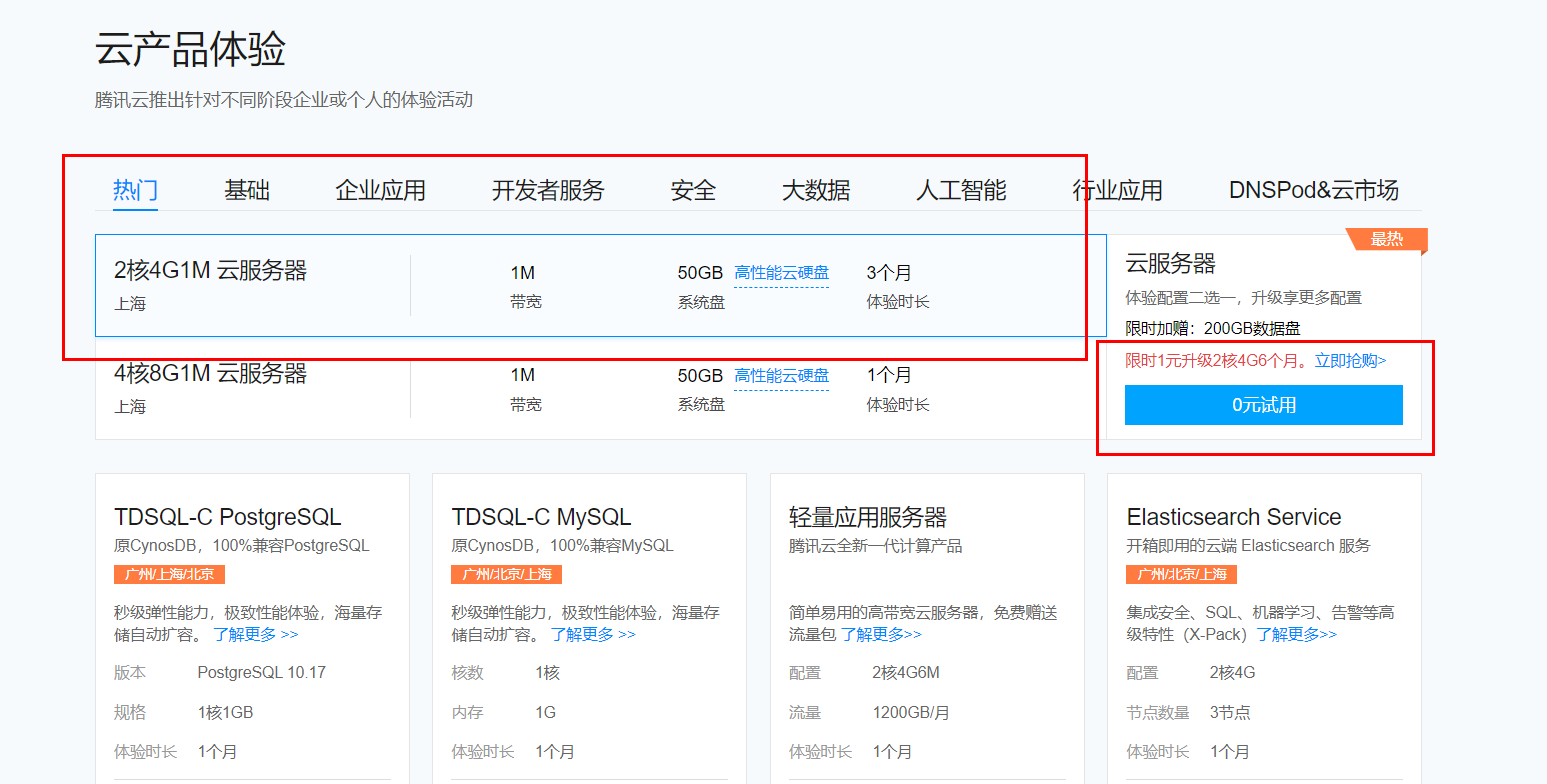 云产品体验
腾讯云推出针对不同阶段企业或个人的体验活动
热门 基础 企业应用 开发者服务 安全 大数据 人工智能 行业应用 DNSPod&云市场
2核4G1M 云服务器
上海
1M
带宽
50GB 高性能云硬盘
系统盘
3个月
体验时长
4核8G1M 云服务器
上海
1M
带宽
50GB 高性能云硬盘
系统盘
1个月
体验时长
最热
云服务器
体验配置二选一，升级享更多配置
限时加赠：200GB数据盘
限时1元升级2核4G6个月。立即抢购>
0元试用
TDSQL-C PostgreSQL
原CynosDB，100%兼容PostgreSQL
广州/上海/北京
秒级弹性能力，极致性能体验，海量存
储自动扩容。 了解更多 >>
版本 PostgreSQL 10.17
规格 1核1GB
体验时长 1个月
TDSQL-C MySQL
原CynosDB，100%兼容MySQL
广州/北京/上海
秒级弹性能力，极致性能体验，海量存
储自动扩容。 了解更多 >>
核数 1核
内存 1G
体验时长 1个月
轻量应用服务器
腾讯云全新一代计算产品
简单易用的高带宽云服务器，免费赠送
流量包 了解更多>>
配置 2核4G6M
流量 1200GB/月
体验时长 1个月
Elasticsearch Service
开箱即用的云端 Elasticsearch 服务
广州/北京/上海
集成安全、SQL、机器学习、告警等高
级特性（X-Pack）了解更多>>
配置 2核4G
节点数量 3节点
体验时长 1个月